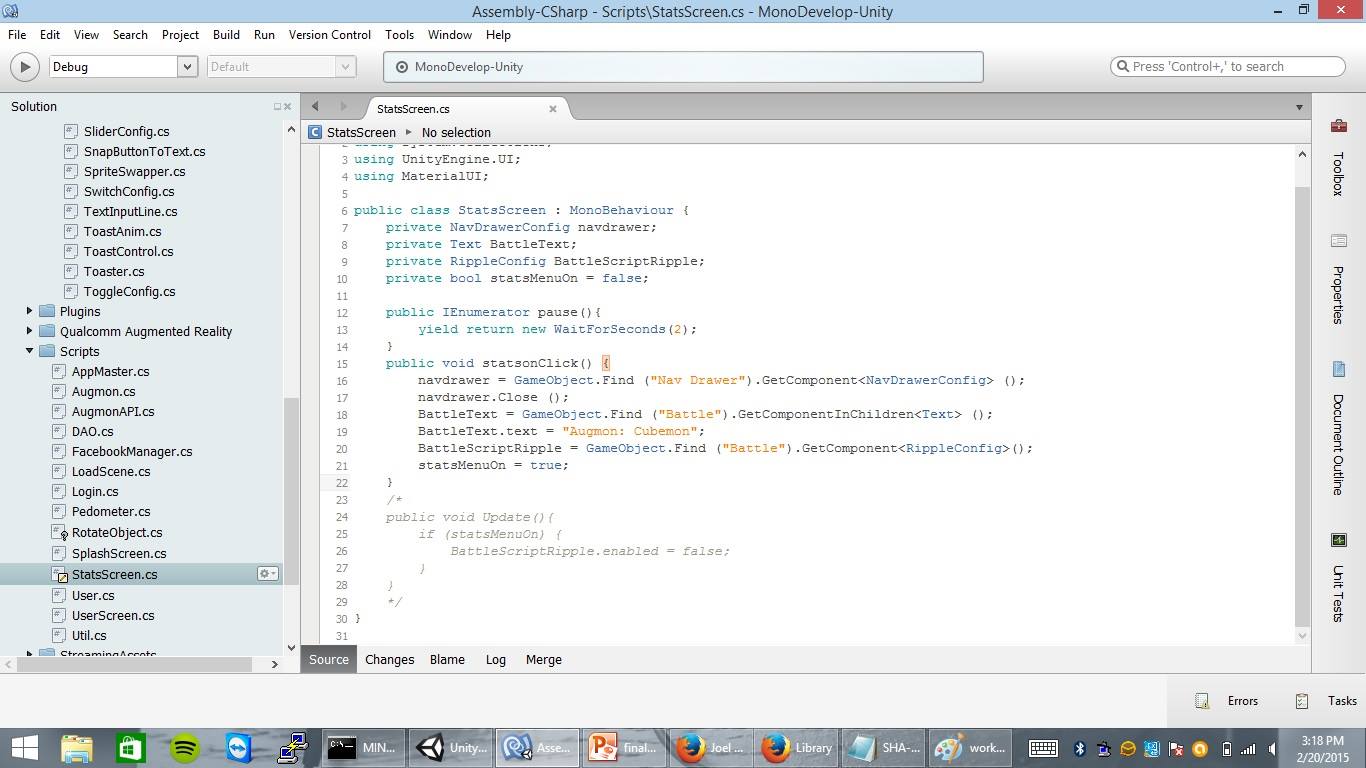 Assembly-CSharp - Scripts\StatsScreen.cs - MonoDevelop-Unity
File Edit View Search Project Build Run Version Control Tools Window Help
Debug Default MonoDevelop-Unity Press 'Control+,' to search
Solution
SliderConfig.cs
SnapButtonToText.cs
SpriteSwapper.cs
SwitchConfig.cs
TextInputLine.cs
ToastAnim.cs
ToastControl.cs
Toaster.cs
ToggleConfig.cs
Plugins
Qualcomm Augmented Reality
Scripts
AppMaster.cs
Augmon.cs
AugmonAPI.cs
DAO.cs
FacebookManager.cs
LoadScene.cs
Login.cs
Pedometer.cs
RotateObject.cs
SplashScreen.cs
StatsScreen.cs
User.cs
UserScreen.cs
Util.cs
StreamingAssets
StatsScreen.cs
StatsScreen No selection
2 using System.Collections;
3 using UnityEngine.UI;
4 using MaterialUI;
5
6 public class StatsScreen : MonoBehaviour {
7 private NavDrawerConfig navdrawer;
8 private Text BattleText;
9 private RippleConfig BattleScriptRipple;
10 private bool statsMenuOn = false;
11
12 public IEnumerator pause(){
13 yield return new WaitForSeconds(2);
14 }
15 public void statsonClick() {
16 navdrawer = GameObject.Find ("Nav Drawer").GetComponent<NavDrawerConfig> ();
17 navdrawer.Close ();
18 BattleText = GameObject.Find ("Battle").GetComponentInChildren<Text> ();
19 BattleText.text = "Augmon: Cubemon";
20 BattleScriptRipple = GameObject.Find ("Battle").GetComponent<RippleConfig>();
21 statsMenuOn = true;
22 }
23 /*
24 public void Update(){
25 if (statsMenuOn) {
26 BattleScriptRipple.enabled = false;
27 }
28 }
29 */
30 }
31
Source Changes Blame Log Merge
Toolbox
Properties
Document Outline
Unit Tests
Errors Tasks
MIN... Unity... Asse... final... Joel ... Library SHA-... work...
3:18 PM
2/20/2015